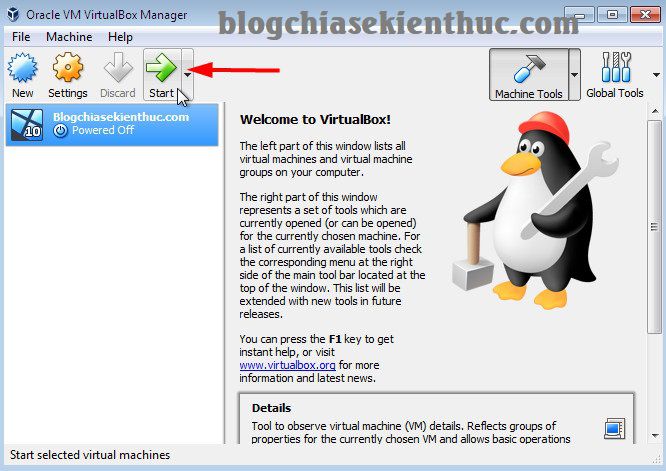 Oracle VM VirtualBox Manager
blogchiasekienthuc.com
File Machine Help
New Settings Discard Start Machine Tools Global Tools
Blogchiasekienthuc.com
10 Powered Off
Welcome to VirtualBox!
The left part of this window lists all
virtual machines and virtual machine
groups on your computer.
The right part of this window
represents a set of tools which are
currently opened (or can be opened)
for the currently chosen machine. For
a list of currently available tools check
the corresponding menu at the right
side of the main tool bar located at the
top of the window. This list will be
extended with new tools in future
releases.
You can press the F1 key to get
instant help, or visit
www.virtualbox.org for more
information and latest news.
Details
Tool to observe virtual machine (VM) details. Reflects groups of
properties for the currently chosen VM and allows basic operations
Start selected virtual machines